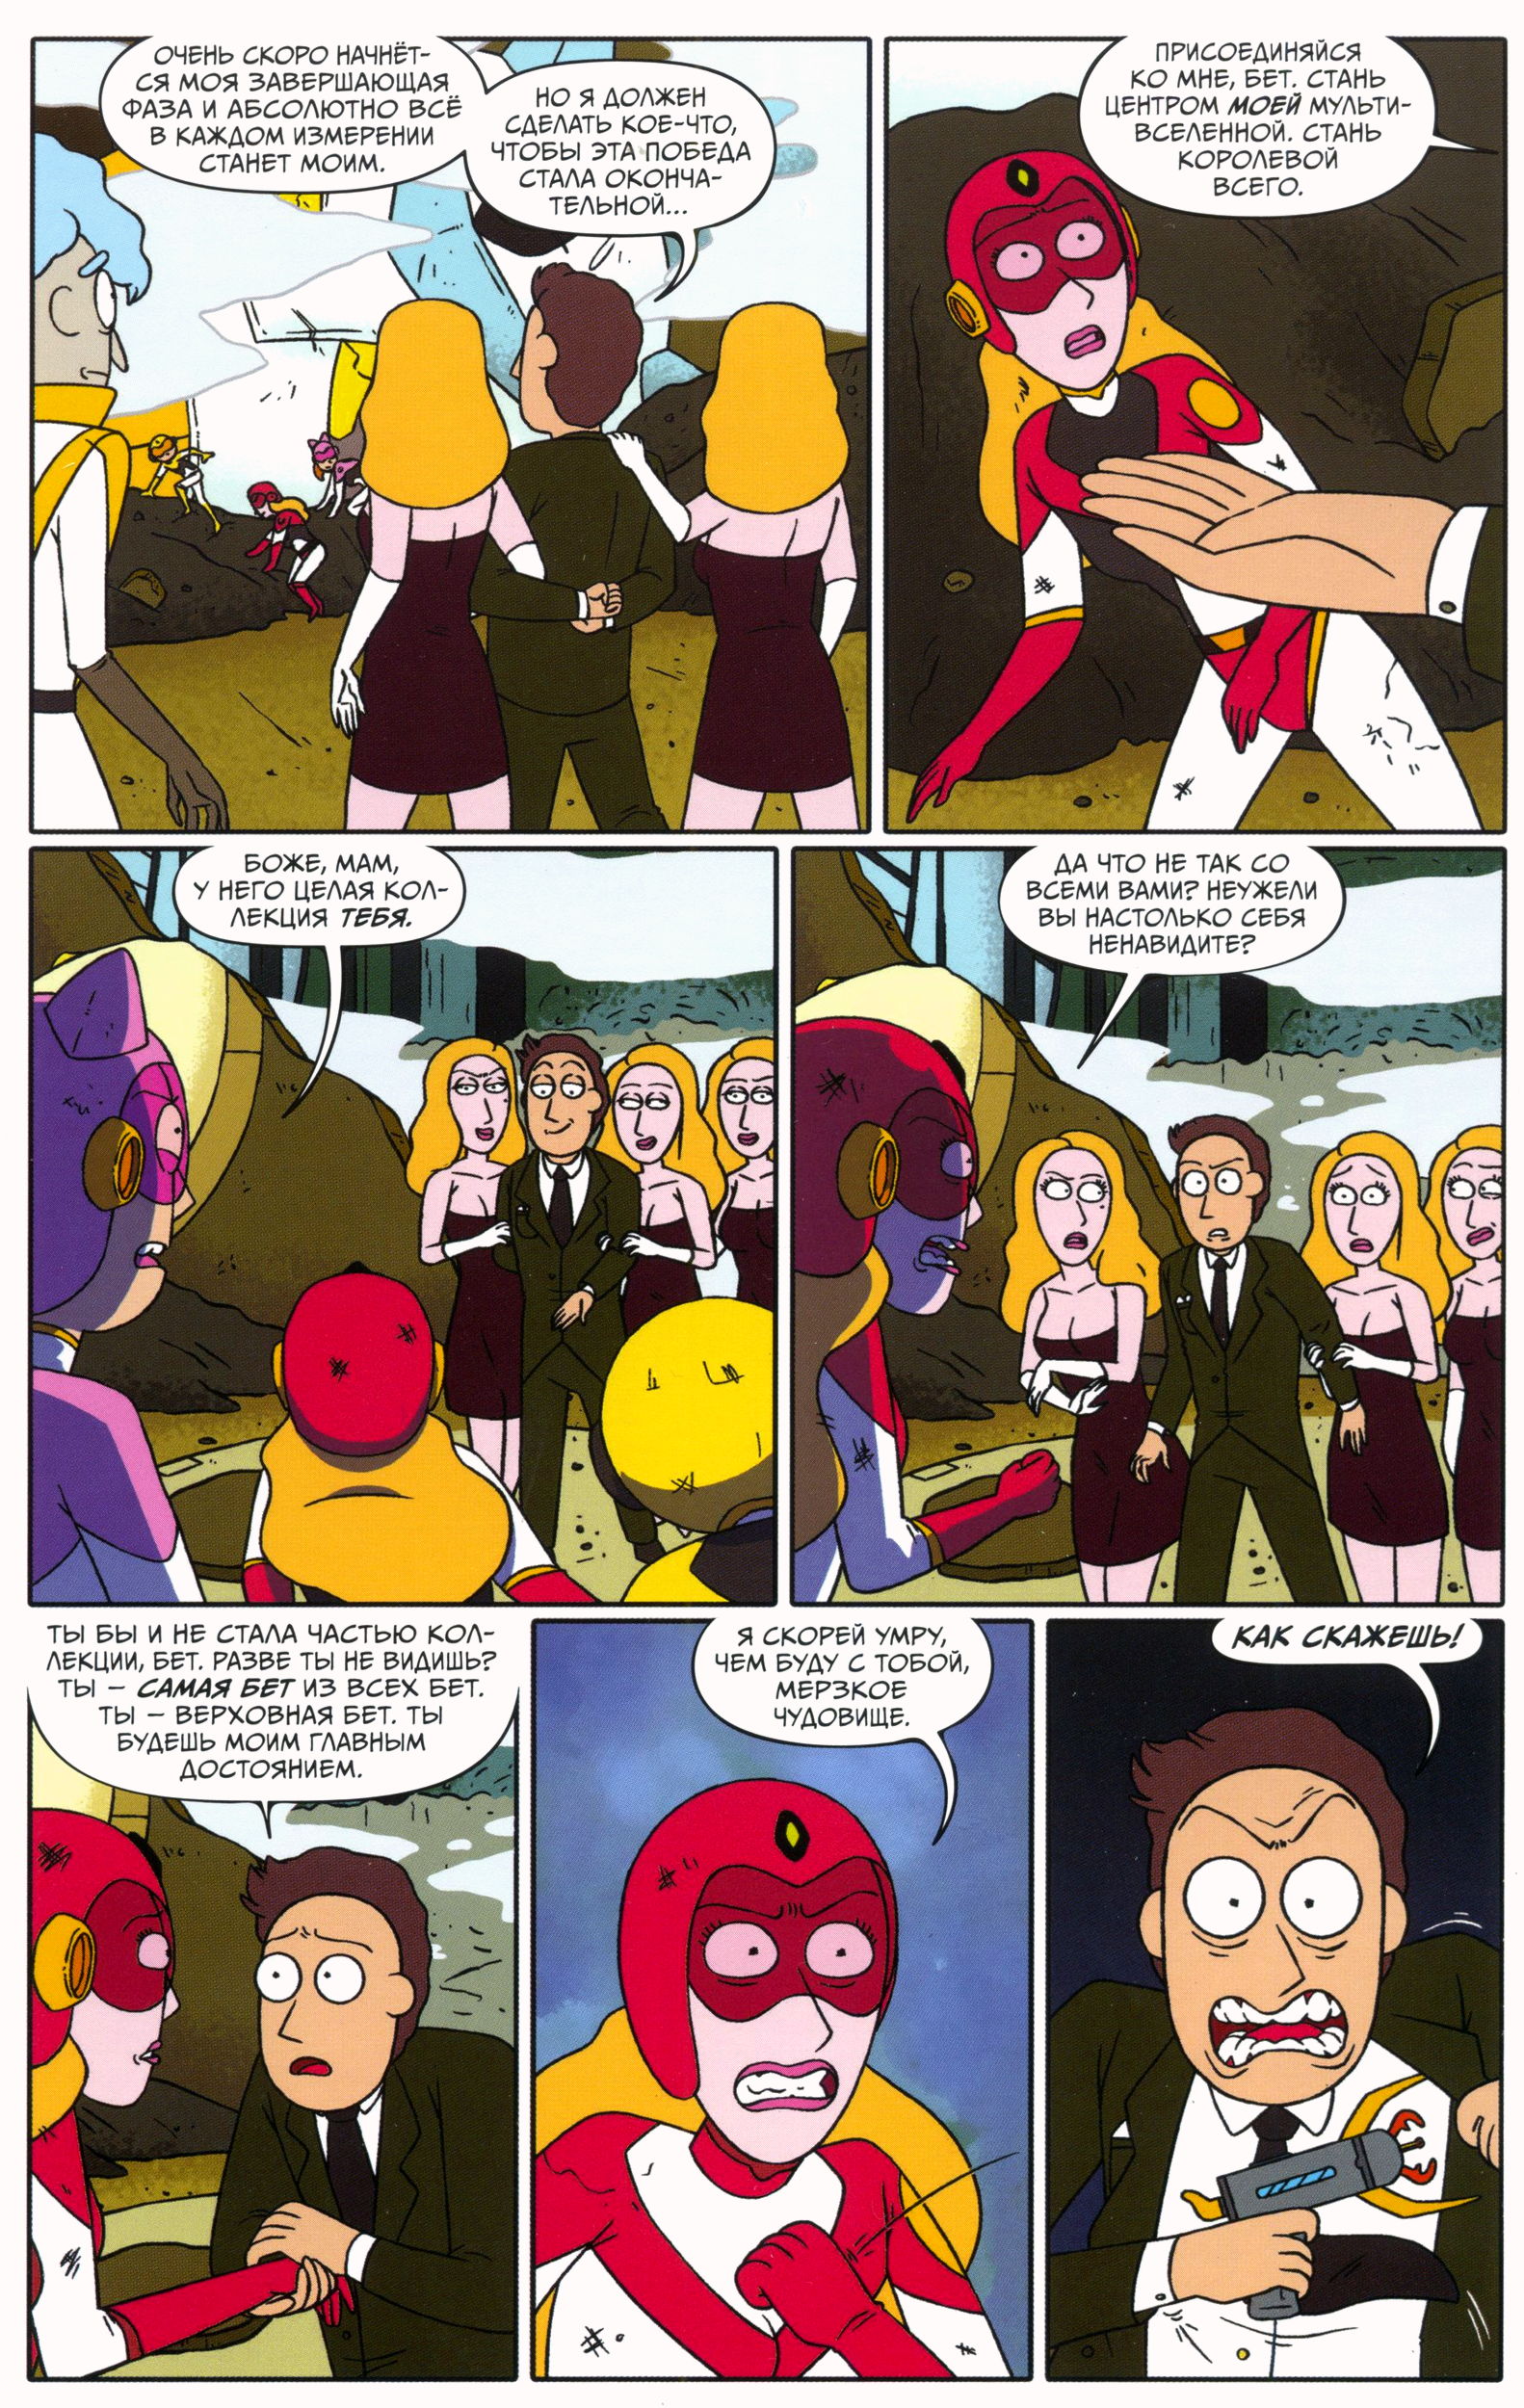 ОЧЕНЬ СКОРО НАЧНЁТ-
СЯ МОЯ ЗАВЕРШАЮЩАЯ
ФАЗА И АБСОЛЮТНО ВСЁ
В КАЖДОМ ИЗМЕРЕНИИ
СТАНЕТ МОИМ.
НО Я ДОЛЖЕН
СДЕЛАТЬ КОЕ-ЧТО,
ЧТОБЫ ЭТА ПОБЕДА
СТАЛА ОКОНЧА-
ТЕЛЬНОЙ...
ПРИСОЕДИНЯЙСЯ
КО МНЕ, БЕТ. СТАНЬ
ЦЕНТРОМ МОЕЙ МУЛЬТИ-
ВСЕЛЕННОЙ. СТАНЬ
КОРОЛЕВОЙ
ВСЕГО.
БОЖЕ, МАМ,
У НЕГО ЦЕЛАЯ КОЛ-
ЛЕКЦИЯ ТЕБЯ.
ДА ЧТО НЕ ТАК СО
ВСЕМИ ВАМИ? НЕУЖЕЛИ
ВЫ НАСТОЛЬКО СЕБЯ
НЕНАВИДИТЕ?
ТЫ БЫ И НЕ СТАЛА ЧАСТЬЮ КОЛ-
ЛЕКЦИИ, БЕТ. РАЗВЕ ТЫ НЕ ВИДИШЬ?
ТЫ – САМАЯ БЕТ ИЗ ВСЕХ БЕТ.
ТЫ – ВЕРХОВНАЯ БЕТ. ТЫ
БУДЕШЬ МОИМ ГЛАВНЫМ
ДОСТОЯНИЕМ.
Я СКОРЕЙ УМРУ,
ЧЕМ БУДУ С ТОБОЙ,
МЕРЗКОЕ
ЧУДОВИЩЕ.
КАК СКАЖЕШЬ!